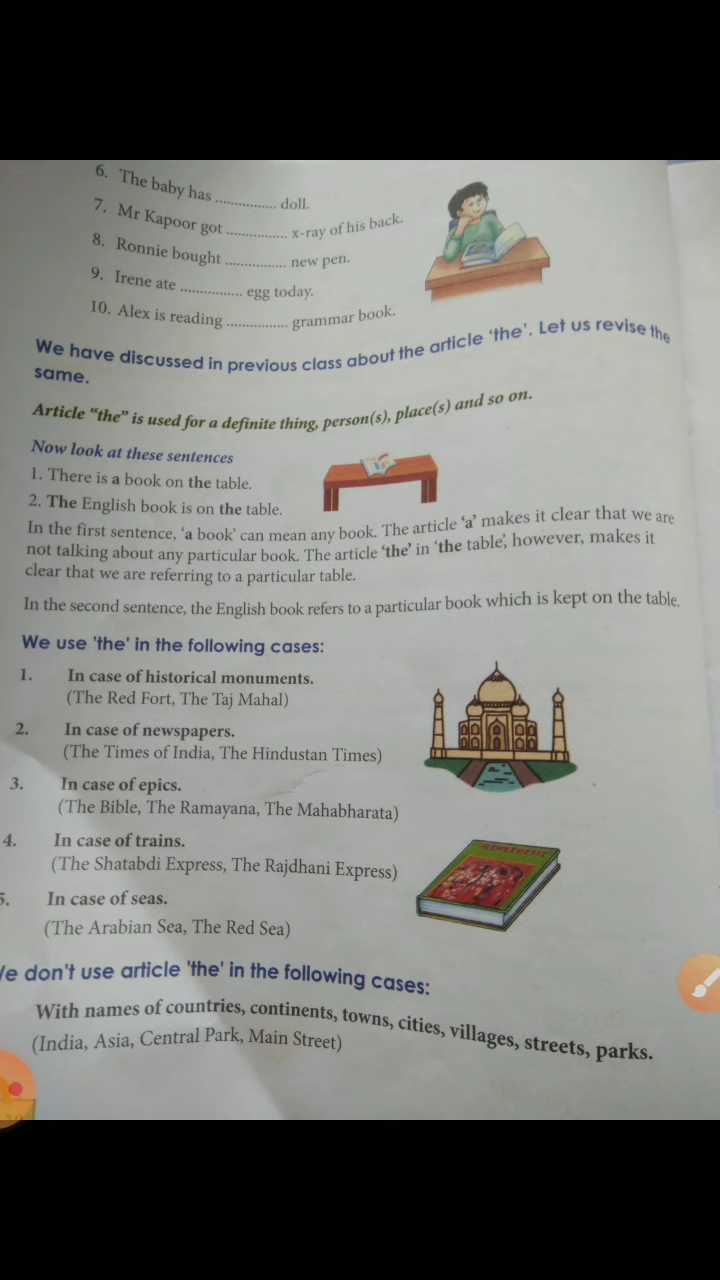 6. The baby has ............... doll.
7. Mr Kapoor got ............... x-ray of his back.
8. Ronnie bought ............... new pen.
9. Irene ate ............... egg today.
10. Alex is reading ............... grammar book.
We have discussed in previous class about the article 'the'. Let us revise the
same.
Article "the" is used for a definite thing, person(s), place(s) and so on.
Now look at these sentences
1. There is a book on the table.
2. The English book is on the table.
In the first sentence, 'a book' can mean any book. The article 'a' makes it clear that we are
not talking about any particular book. The article 'the' in 'the table', however, makes it
clear that we are referring to a particular table.
In the second sentence, the English book refers to a particular book which is kept on the table.
We use 'the' in the following cases:
1. In case of historical monuments.
(The Red Fort, The Taj Mahal)
2. In case of newspapers.
(The Times of India, The Hindustan Times)
3. In case of epics.
(The Bible, The Ramayana, The Mahabharata)
4. In case of trains.
(The Shatabdi Express, The Rajdhani Express)
5. In case of seas.
(The Arabian Sea, The Red Sea)
We don't use article 'the' in the following cases:
With names of countries, continents, towns, cities, villages, streets, parks.
(India, Asia, Central Park, Main Street)